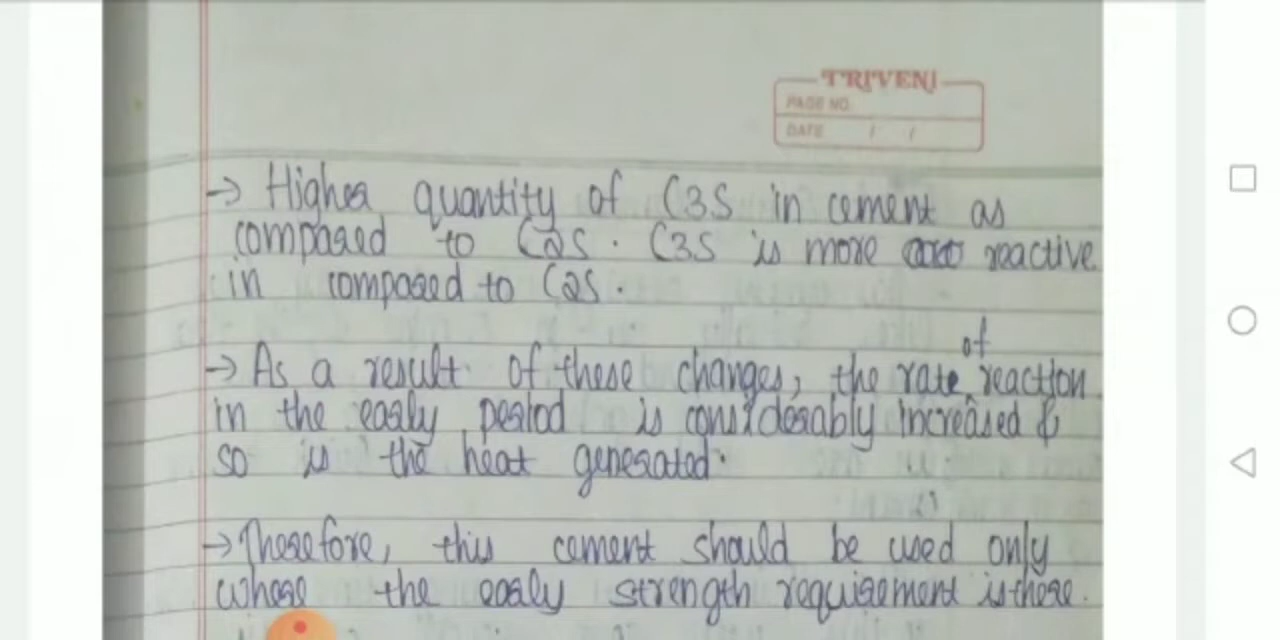 TRIVENI
PAGE NO.
DATE / /
→ Higher quantity of C3S in cement as
compared to C2S. C3S is more reactive
in compared to C2S.
of
→ As a result of these changes, the rate reaction
in the early period is considerably increased &
so is the heat generated.
→ Therefore, this cement should be used only
where the early strength requirement is there.